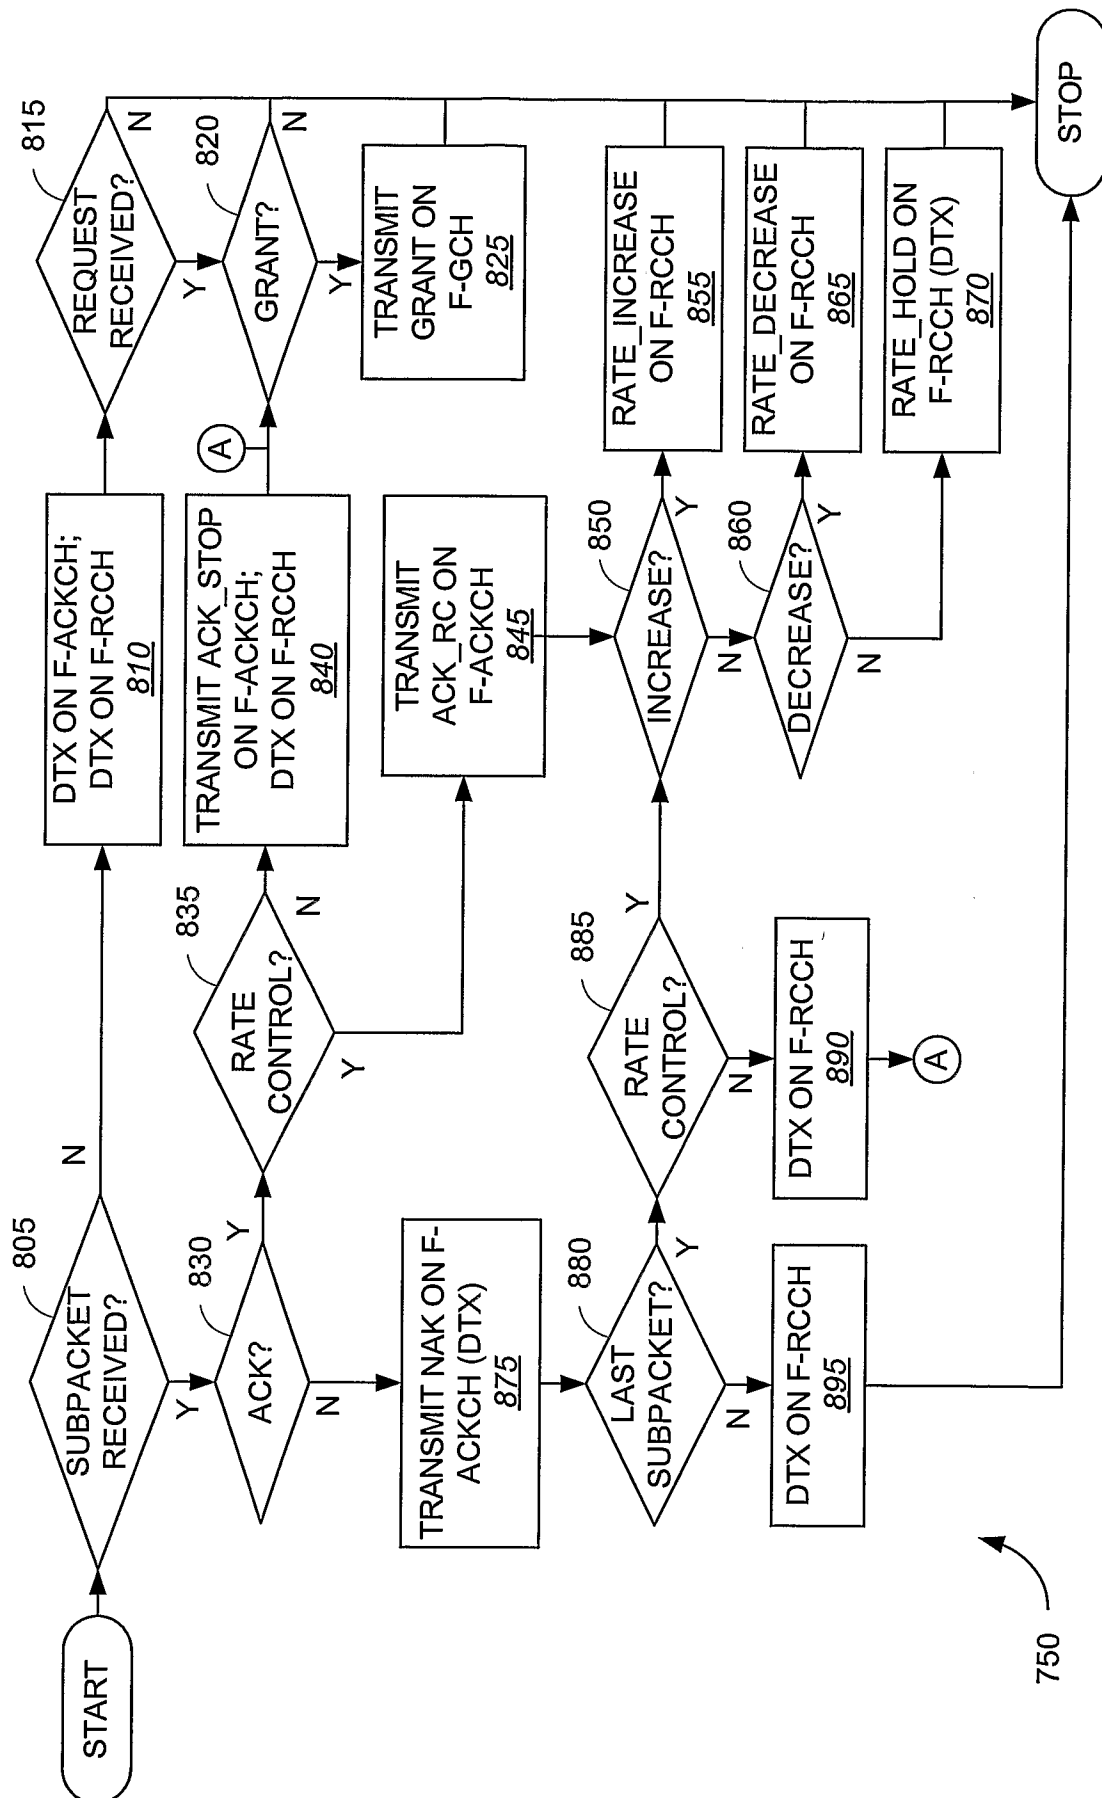 START
SUBPACKET
RECEIVED?
805
N
Y
DTX ON F-ACKCH;
DTX ON F-RCCH
810
REQUEST
RECEIVED?
815
N
Y
ACK?
830
Y
N
RATE
CONTROL?
835
N
Y
TRANSMIT ACK_STOP
ON F-ACKCH;
DTX ON F-RCCH
840
A
GRANT?
820
N
Y
TRANSMIT
GRANT ON
F-GCH
825
TRANSMIT
ACK_RC ON
F-ACKCH
845
TRANSMIT NAK ON F-
ACKCH (DTX)
875
LAST
SUBPACKET?
880
Y
N
RATE
CONTROL?
885
Y
N
INCREASE?
850
Y
N
RATE_INCREASE
ON F-RCCH
855
DTX ON F-RCCH
895
DTX ON F-RCCH
890
A
DECREASE?
860
Y
N
RATE_DECREASE
ON F-RCCH
865
RATE_HOLD ON
F-RCCH (DTX)
870
STOP
750